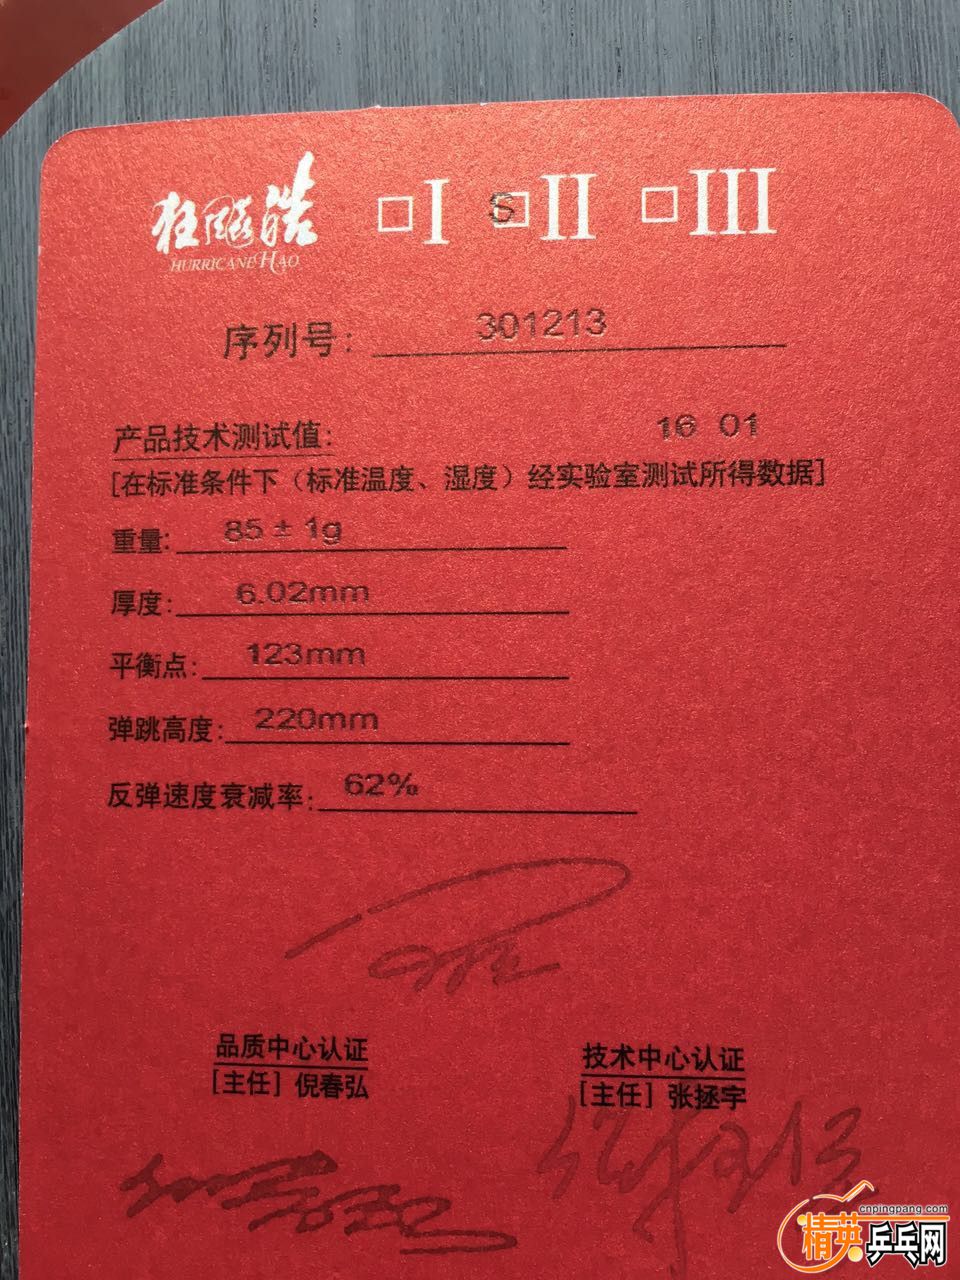 狂飚皓 □I S□II □III
HURRICANE HAO
序列号: 301213
产品技术测试值: 16 01
[在标准条件下（标准温度、湿度）经实验室测试所得数据]
重量: 85±1g
厚度: 6.02mm
平衡点: 123mm
弹跳高度: 220mm
反弹速度衰减率: 62%
品质中心认证 技术中心认证
[主任] 倪春弘 [主任] 张拯宇
cnpingpang.com
精英乒乓网